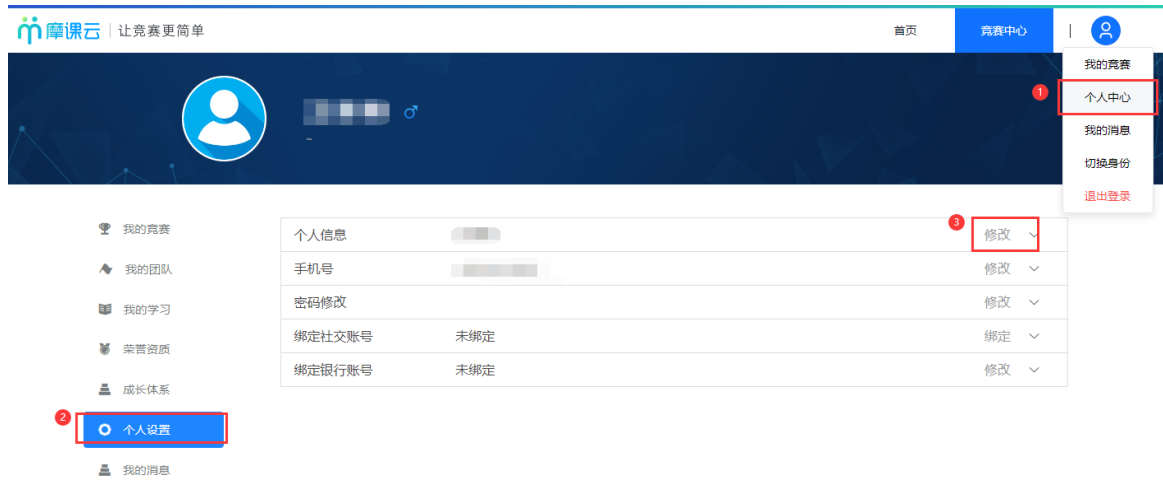 摩课云 让竞赛更简单 首页 竞赛中心
我的竞赛
1 个人中心
我的消息
切换身份
退出登录
~
我的竞赛
我的团队
我的学习
荣誉资质
成长体系
2 个人设置
我的消息
个人信息 3 修改
手机号 修改
密码修改 修改
绑定社交账号 未绑定 绑定
绑定银行账号 未绑定 修改